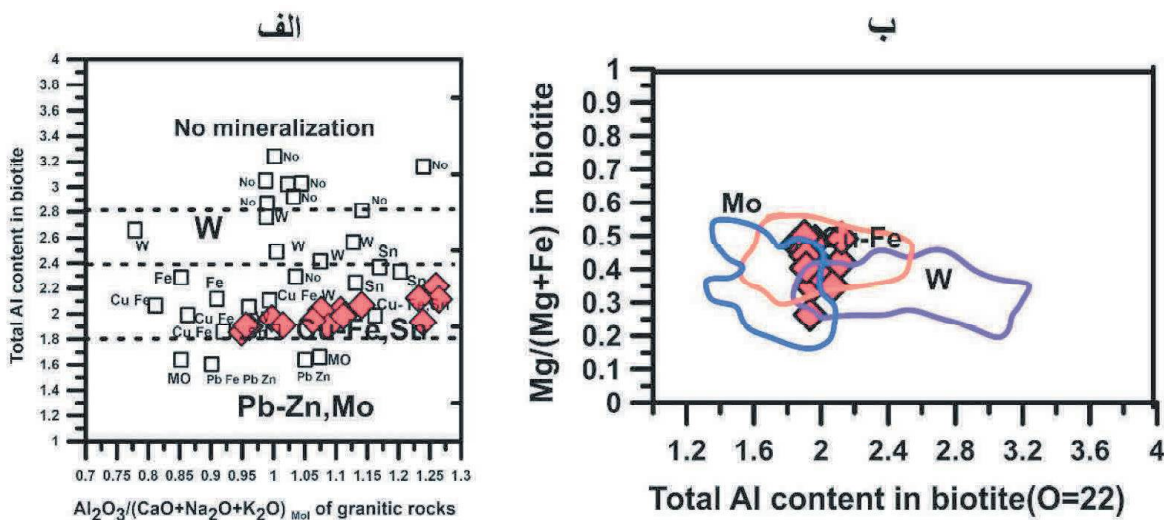 الف
Total Al content in biotite
4
3.8
3.6
3.4
3.2
3
2.8
2.6
2.4
2.2
2
1.8
1.6
1.4
1.2
1
No mineralization
No
No
No
No
No
No
W
W
W
W
W
W
Sn
Fe
No
Sn
Sn
Fe
Cu Fe
Cu Fe W
Cu Fe
Cu Fe
Cu-Fe,Sn
MO
Pb Fe Pb Zn
Pb Zn
MO
Pb-Zn,Mo
0.7 0.75 0.8 0.85 0.9 0.95 1 1.05 1.1 1.15 1.2 1.25 1.3
Al2O3/(CaO+Na2O+K2O) Mol of granitic rocks
ب
Mg/(Mg+Fe) in biotite
1
0.9
0.8
0.7
0.6
0.5
0.4
0.3
0.2
0.1
0
Mo
Cu-Fe
W
1.2 1.6 2 2.4 2.8 3.2 3.6 4
Total Al content in biotite(O=22)